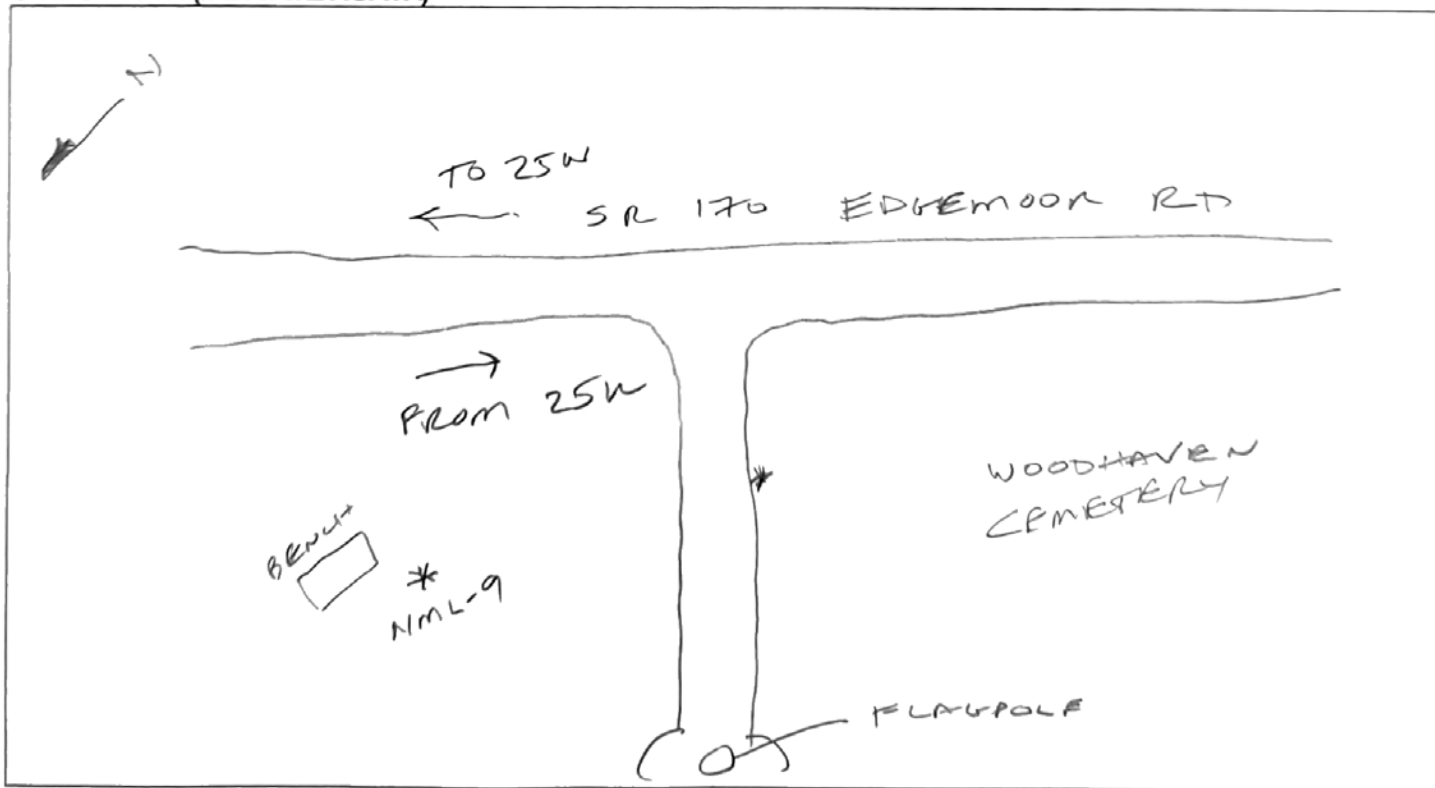 N
TO 25W
← SR 170 EDGEMOOR RD
→
FROM 25W
WOODHAVEN
CEMETERY
BENCH
*
*
NML-9
FLAGPOLE